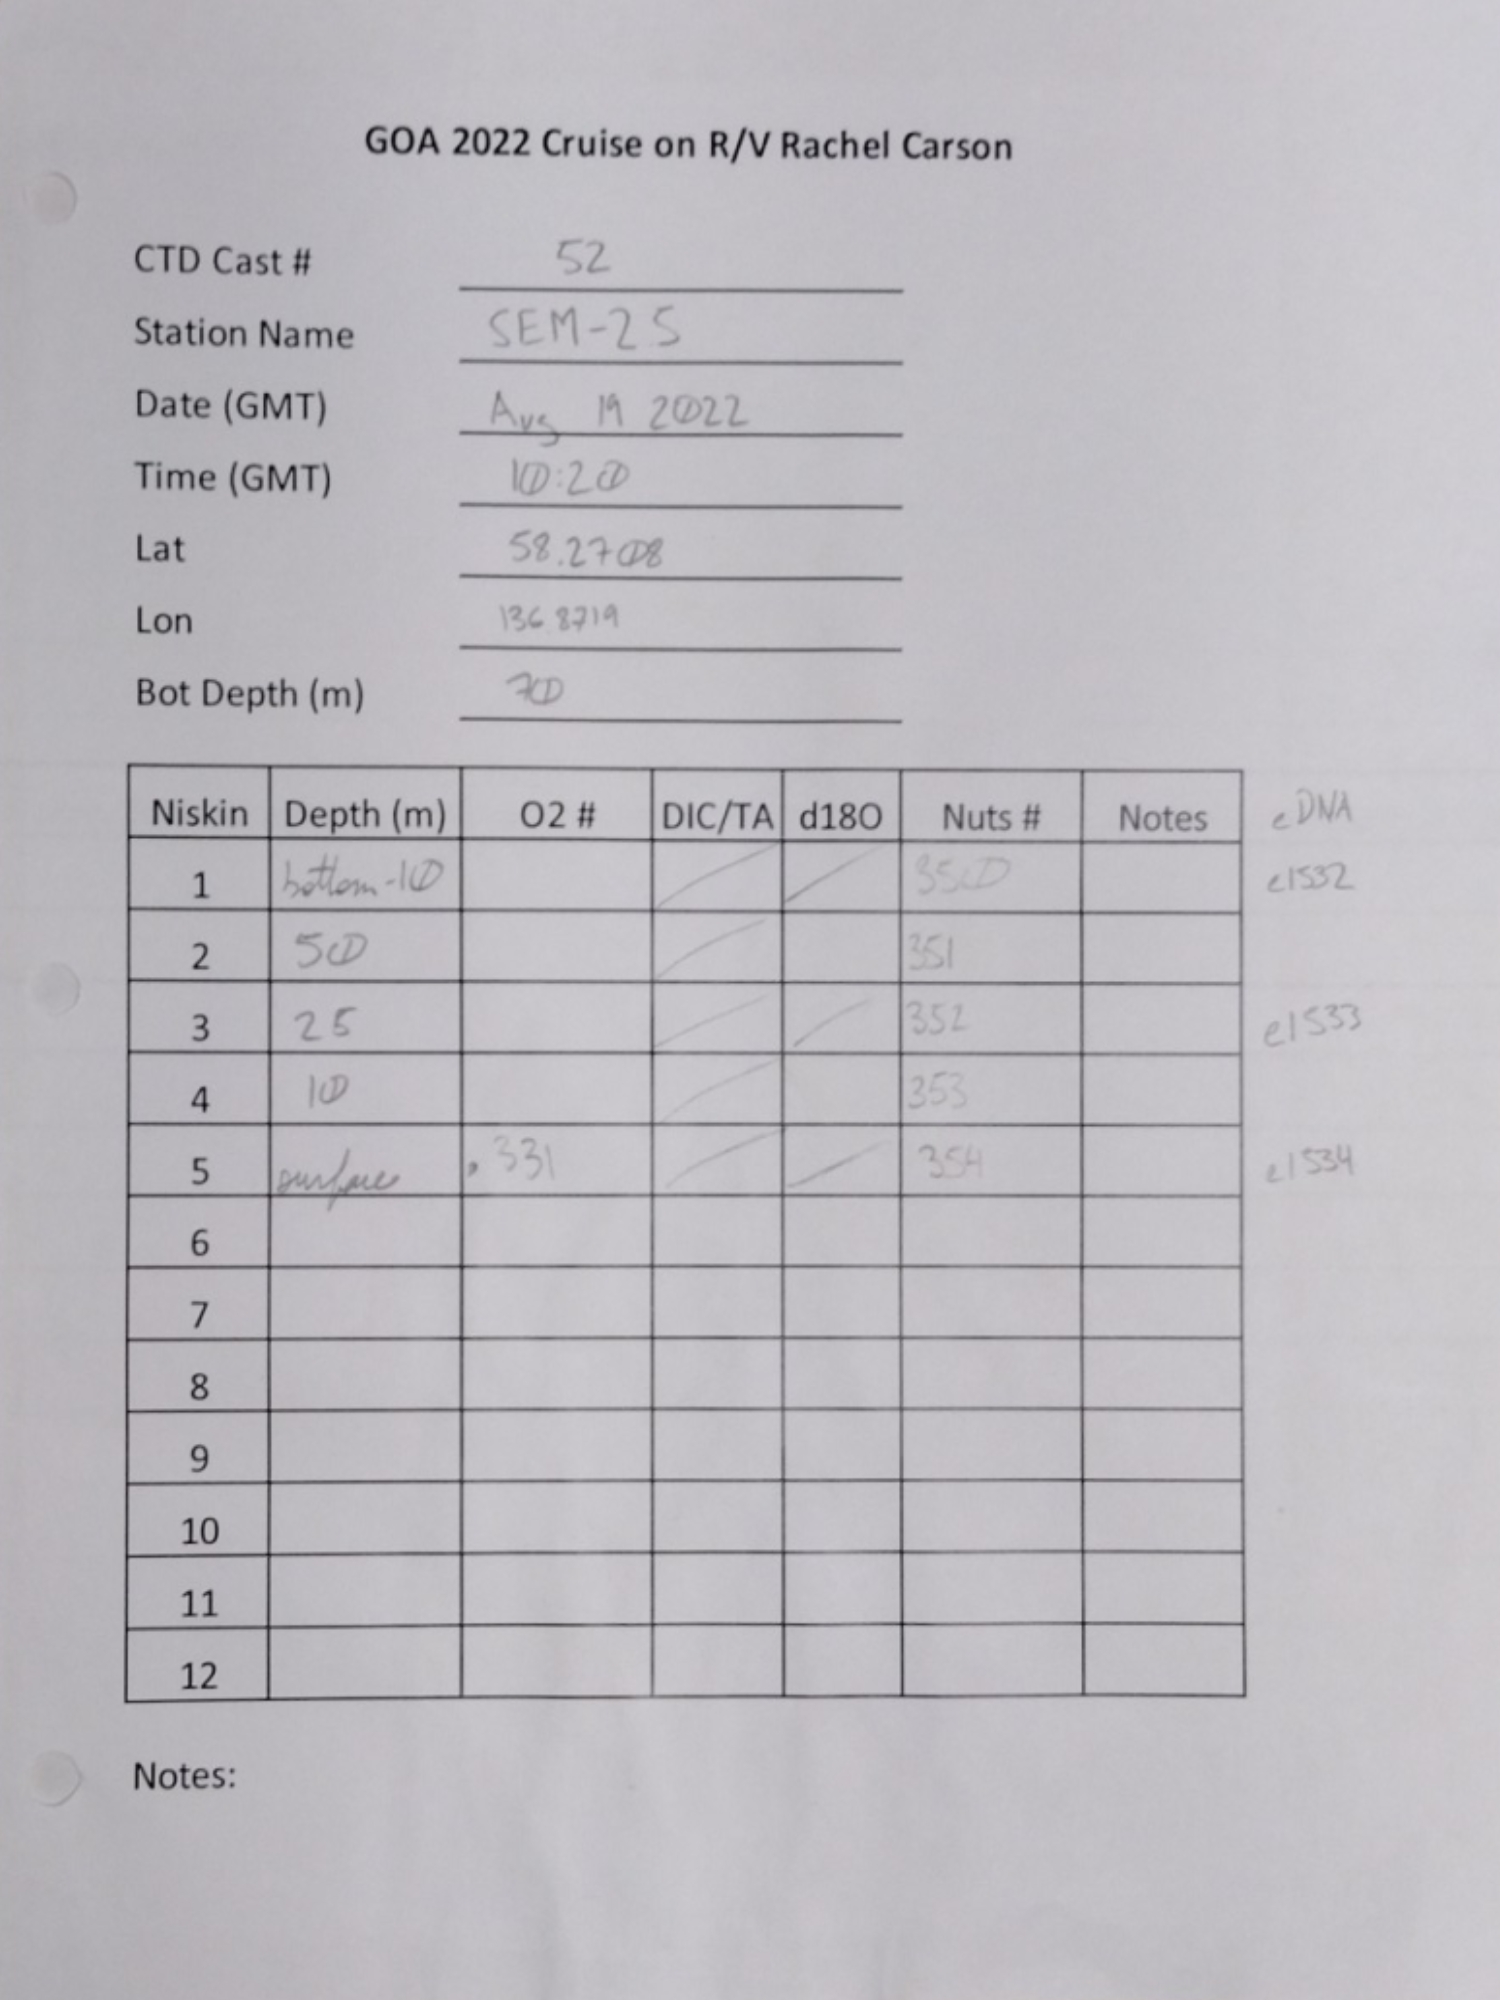 GOA 2022 Cruise on R/V Rachel Carson
CTD Cast # 52
Station Name SEM-25
Date (GMT) Aug 19 2022
Time (GMT) 10:20
Lat 58.2708
Lon 136.8719
Bot Depth (m) 70
Niskin Depth (m) O2 # DIC/TA d18O Nuts # Notes eDNA
1 bottom-10 350 e1532
2 50 351
3 25 352 e1533
4 10 353
5 surface 331 354 e1534
6
7
8
9
10
11
12
Notes: